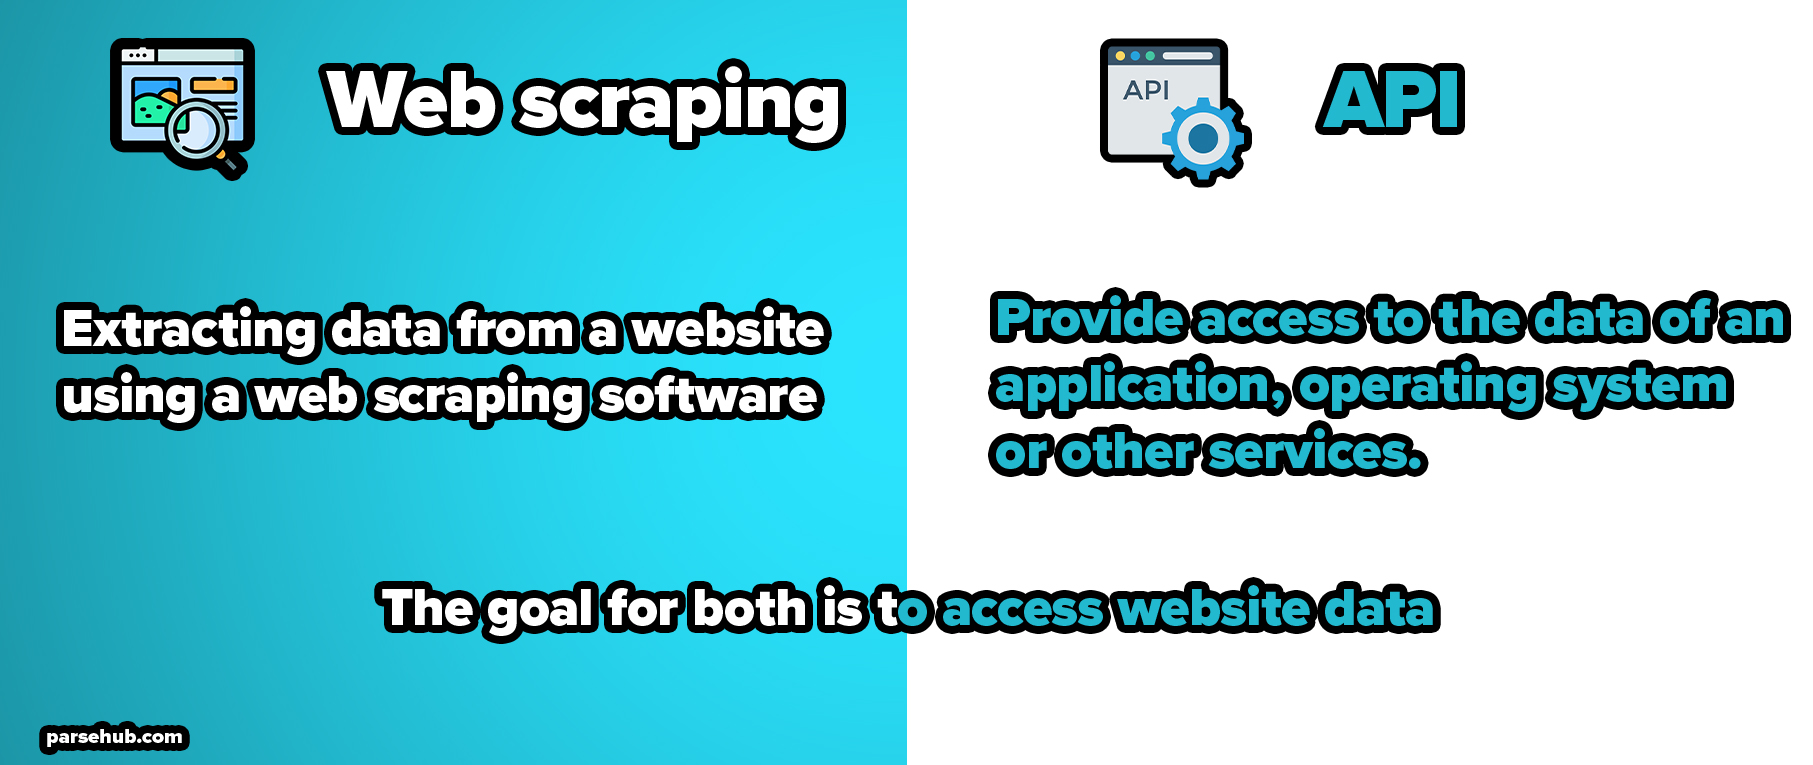 Web scraping
API
API
Extracting data from a website
using a web scraping software
Provide access to the data of an
application, operating system
or other services.
The goal for both is to access website data
parsehub.com